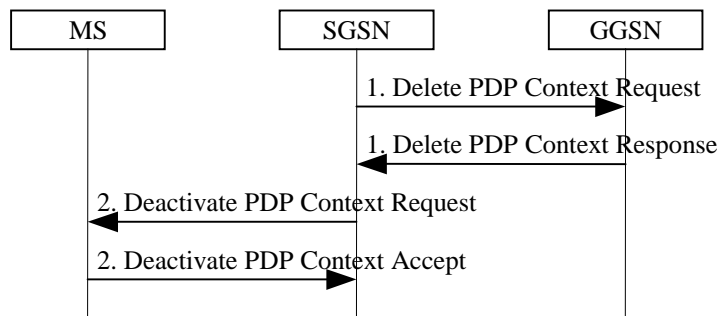 MS
SGSN
GGSN
1. Delete PDP Context Request
1. Delete PDP Context Response
2. Deactivate PDP Context Request
2. Deactivate PDP Context Accept